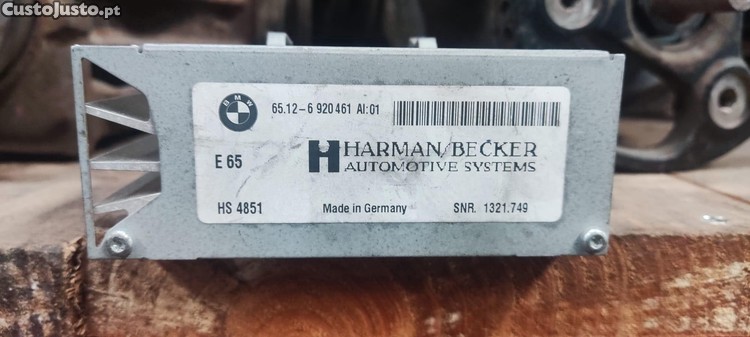 CustoJusto.pt
BMW
65.12-6 920 461 AI:01
E 65
HARMAN/BECKER
AUTOMOTIVE SYSTEMS
HS 4851
Made in Germany
SNR. 1321.749